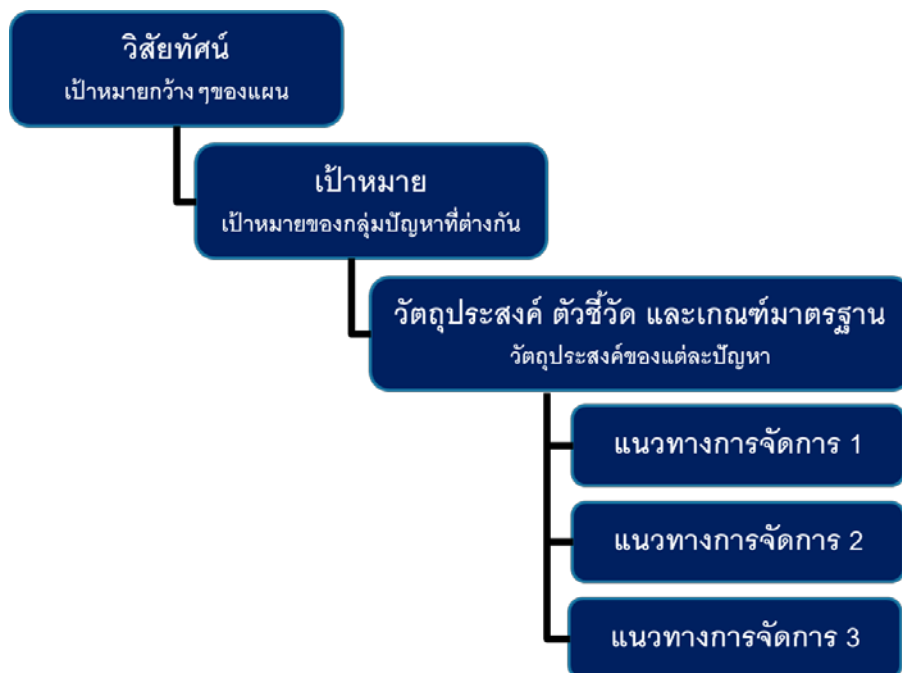 วิสัยทัศน์
เป้าหมายกว้าง ๆของแผน
เป้าหมาย
เป้าหมายของกลุ่มปัญหาที่ต่างกัน
วัตถุประสงค์ ตัวชี้วัด และเกณฑ์มาตรฐาน
วัตถุประสงค์ของแต่ละปัญหา
แนวทางการจัดการ 1
แนวทางการจัดการ 2
แนวทางการจัดการ 3